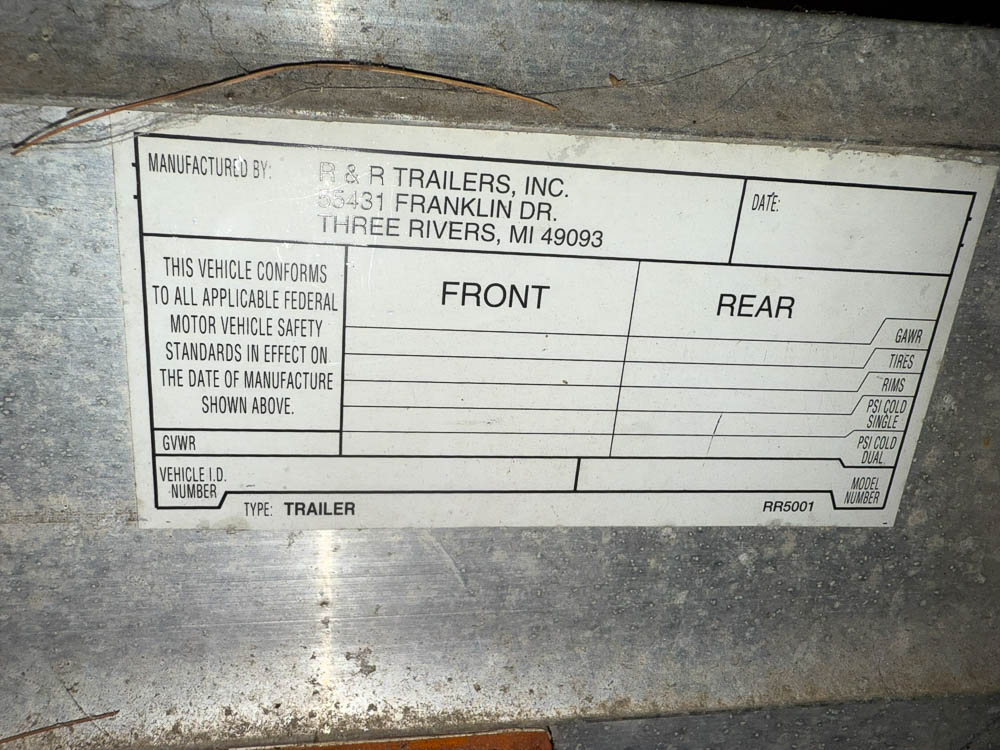 MANUFACTURED BY:
R & R TRAILERS, INC.
55431 FRANKLIN DR.
THREE RIVERS, MI 49093
DATE:
THIS VEHICLE CONFORMS
TO ALL APPLICABLE FEDERAL
MOTOR VEHICLE SAFETY
STANDARDS IN EFFECT ON
THE DATE OF MANUFACTURE
SHOWN ABOVE.
FRONT
REAR
GAWR
TIRES
RIMS
PSI COLD
SINGLE
PSI COLD
DUAL
GVWR
VEHICLE I.D.
NUMBER
MODEL
NUMBER
TYPE: TRAILER
RR5001